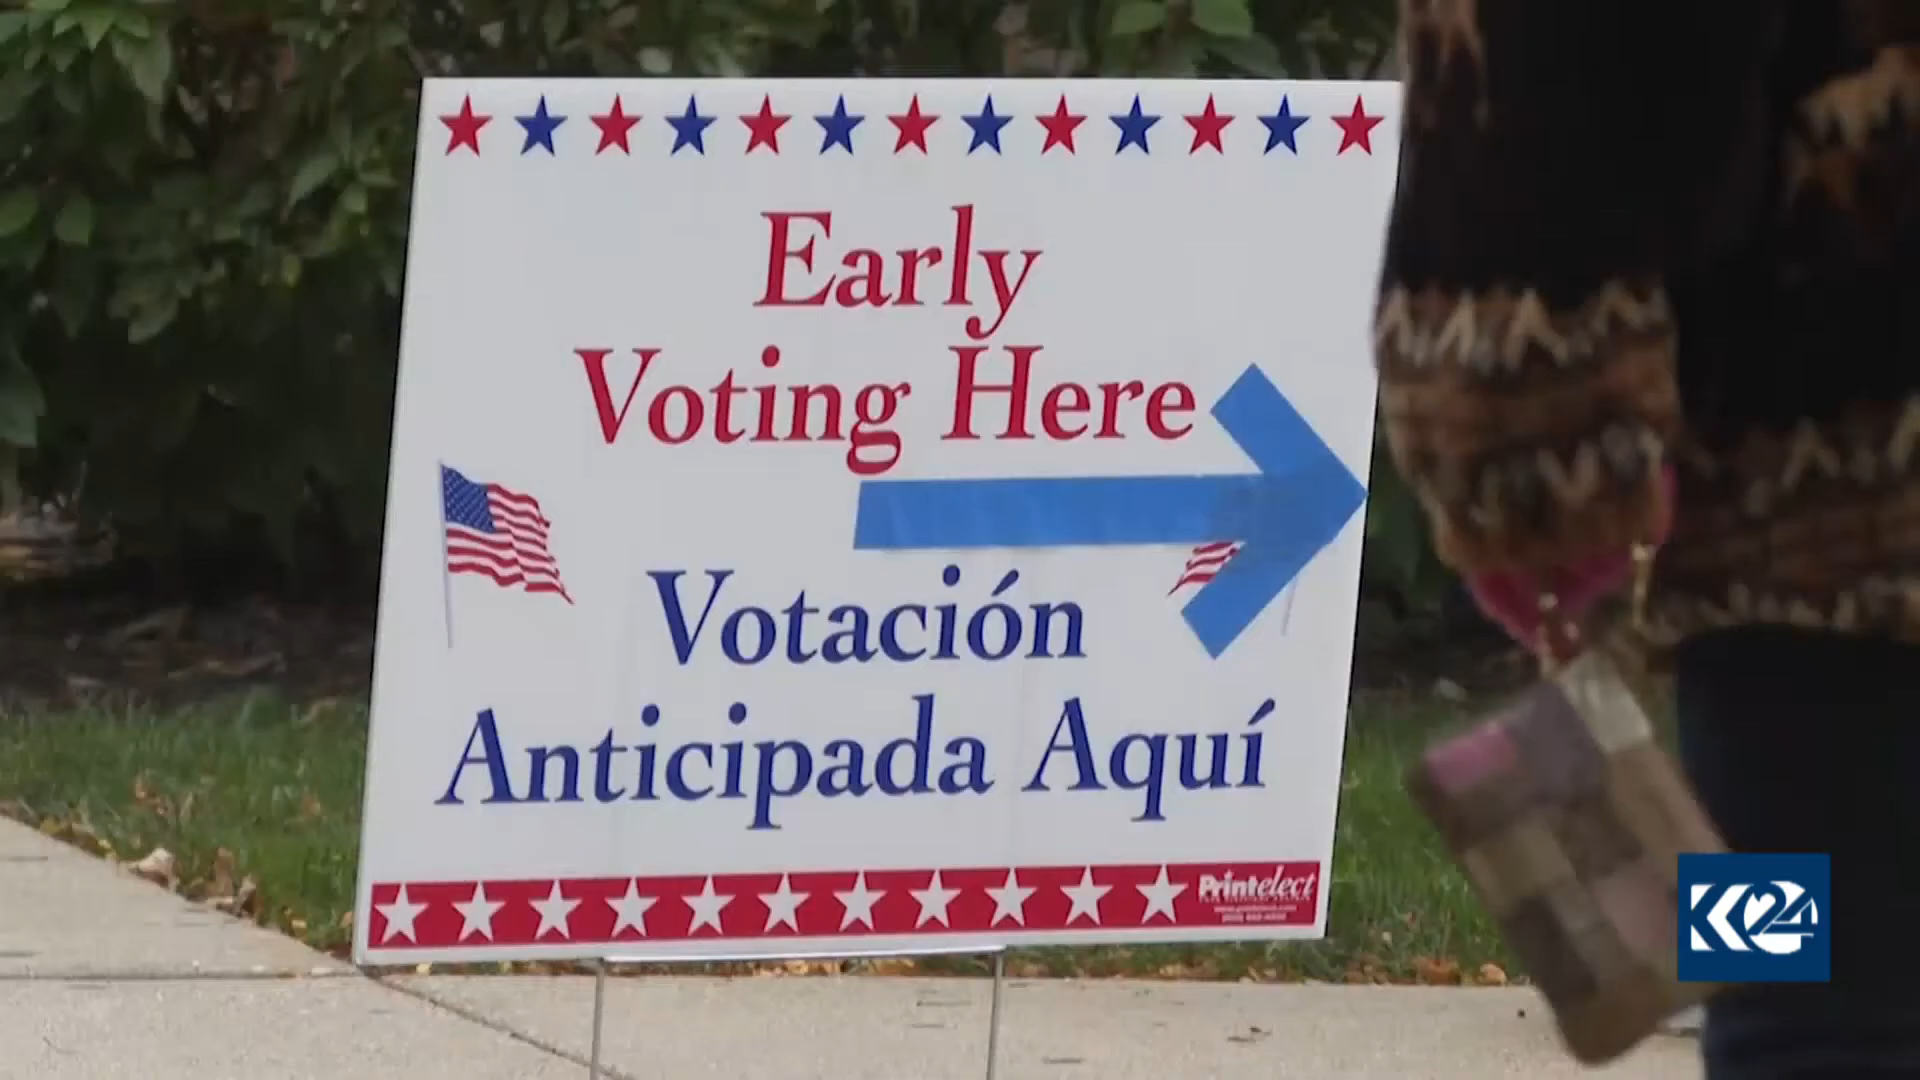 Early
Voting Here
Votación
Anticipada Aquí
Printelect
K24